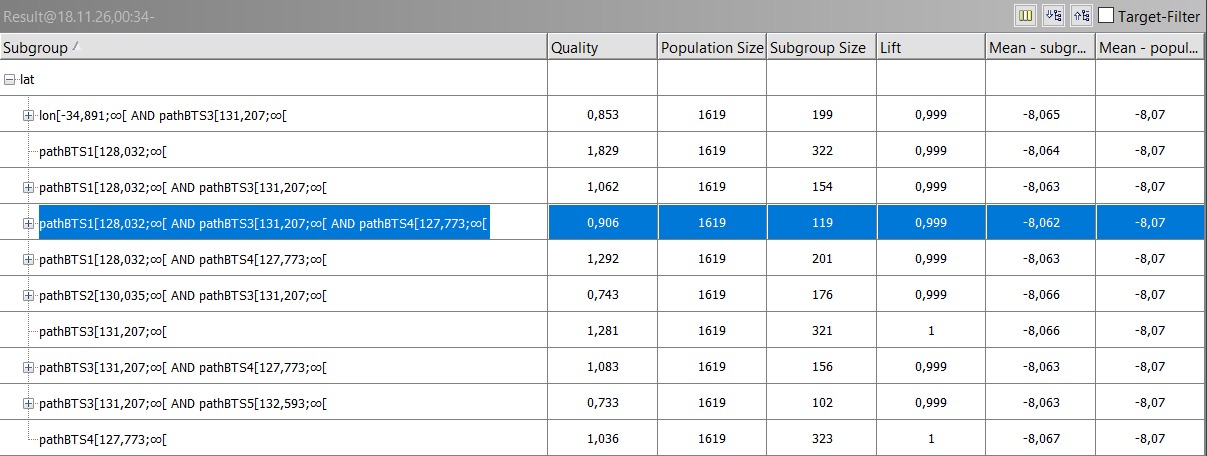 Result@18.11.26,00:34- Target-Filter
Subgroup Quality Population Size Subgroup Size Lift Mean - subgr... Mean - popul...
lat
lon[-34,891;∞[ AND pathBTS3[131,207;∞[ 0,853 1619 199 0,999 -8,065 -8,07
pathBTS1[128,032;∞[ 1,829 1619 322 0,999 -8,064 -8,07
pathBTS1[128,032;∞[ AND pathBTS3[131,207;∞[ 1,062 1619 154 0,999 -8,063 -8,07
pathBTS1[128,032;∞[ AND pathBTS3[131,207;∞[ AND pathBTS4[127,773;∞[ 0,906 1619 119 0,999 -8,062 -8,07
pathBTS1[128,032;∞[ AND pathBTS4[127,773;∞[ 1,292 1619 201 0,999 -8,063 -8,07
pathBTS2[130,035;∞[ AND pathBTS3[131,207;∞[ 0,743 1619 176 0,999 -8,066 -8,07
pathBTS3[131,207;∞[ 1,281 1619 321 1 -8,066 -8,07
pathBTS3[131,207;∞[ AND pathBTS4[127,773;∞[ 1,083 1619 156 0,999 -8,063 -8,07
pathBTS3[131,207;∞[ AND pathBTS5[132,593;∞[ 0,733 1619 102 0,999 -8,063 -8,07
pathBTS4[127,773;∞[ 1,036 1619 323 1 -8,067 -8,07